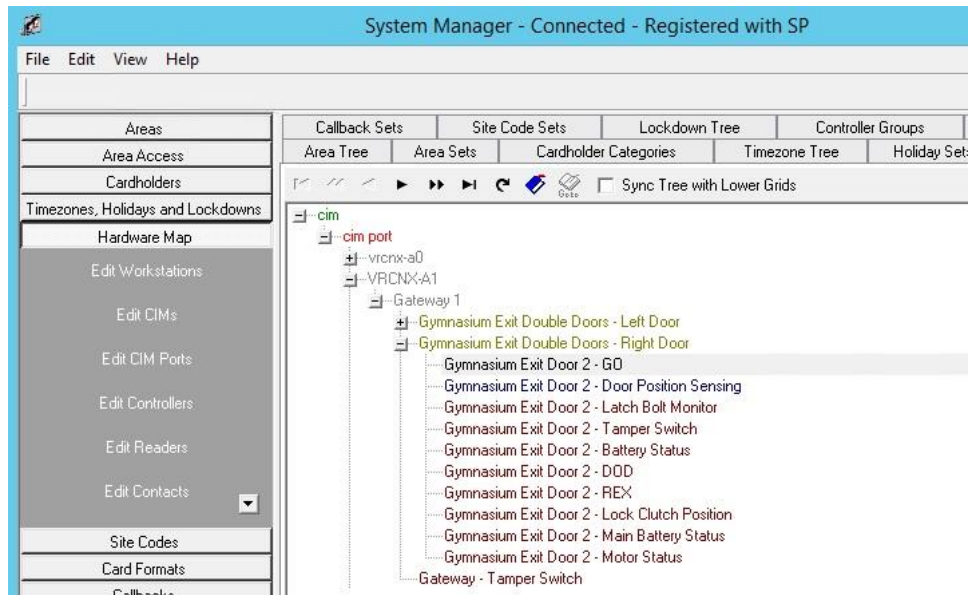 System Manager - Connected - Registered with SP
File Edit View Help
Areas
Area Access
Cardholders
Timezones, Holidays and Lockdowns
Hardware Map
Edit Workstations
Edit CIMs
Edit CIM Ports
Edit Controllers
Edit Readers
Edit Contacts
Site Codes
Card Formats
Callbacks
Callback Sets Site Code Sets Lockdown Tree Controller Groups
Area Tree Area Sets Cardholder Categories Timezone Tree Holiday Set
Goto Sync Tree with Lower Grids
cim
cim port
vrcnx-a0
VRCNX-A1
Gateway 1
Gymnasium Exit Double Doors - Left Door
Gymnasium Exit Double Doors - Right Door
Gymnasium Exit Door 2 - GO
Gymnasium Exit Door 2 - Door Position Sensing
Gymnasium Exit Door 2 - Latch Bolt Monitor
Gymnasium Exit Door 2 - Tamper Switch
Gymnasium Exit Door 2 - Battery Status
Gymnasium Exit Door 2 - DOD
Gymnasium Exit Door 2 - REX
Gymnasium Exit Door 2 - Lock Clutch Position
Gymnasium Exit Door 2 - Main Battery Status
Gymnasium Exit Door 2 - Motor Status
Gateway - Tamper Switch